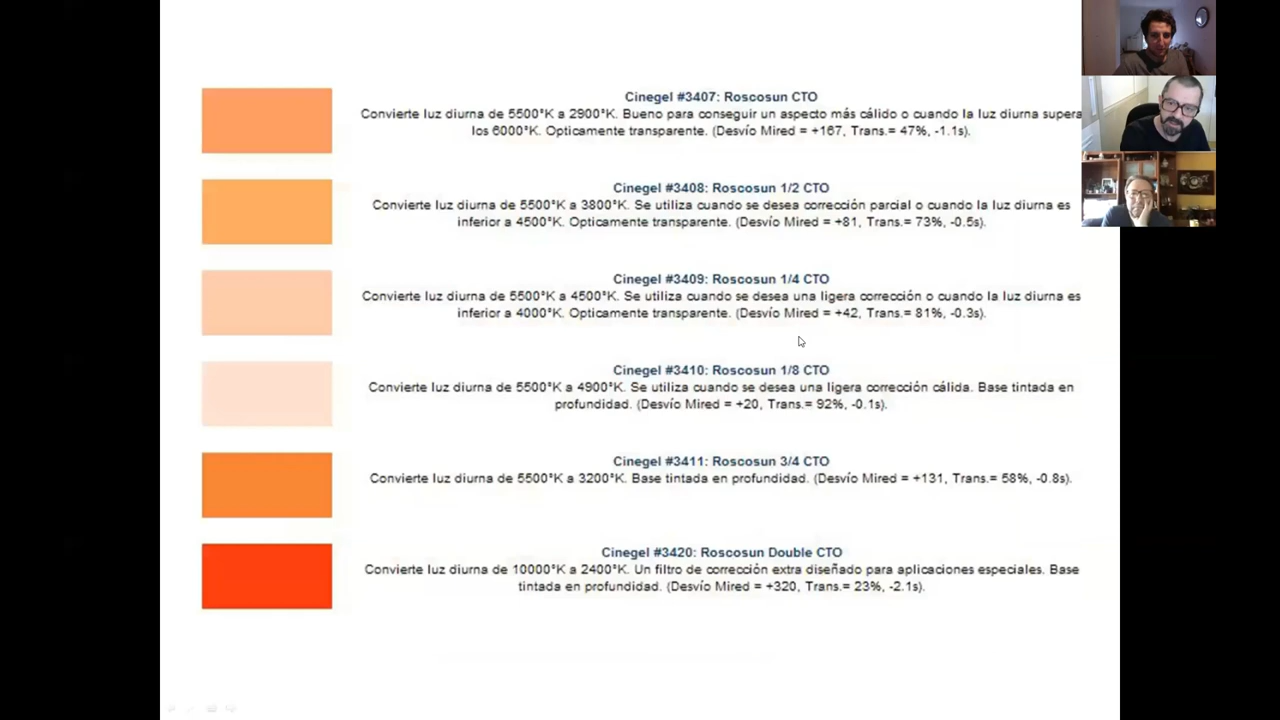 Cinegel #3407: Roscosun CTO
Convierte luz diurna de 5500°K a 2900°K. Bueno para conseguir un aspecto más cálido o cuando la luz diurna supera
los 6000°K. Opticamente transparente. (Desvío Mired = +167, Trans.= 47%, -1.1s).
Cinegel #3408: Roscosun 1/2 CTO
Convierte luz diurna de 5500°K a 3800°K. Se utiliza cuando se desea corrección parcial o cuando la luz diurna es
inferior a 4500°K. Opticamente transparente. (Desvío Mired = +81, Trans.= 73%, -0.5s).
Cinegel #3409: Roscosun 1/4 CTO
Convierte luz diurna de 5500°K a 4500°K. Se utiliza cuando se desea una ligera corrección o cuando la luz diurna es
inferior a 4000°K. Opticamente transparente. (Desvío Mired = +42, Trans.= 81%, -0.3s).
Cinegel #3410: Roscosun 1/8 CTO
Convierte luz diurna de 5500°K a 4900°K. Se utiliza cuando se desea una ligera corrección cálida. Base tintada en
profundidad. (Desvío Mired = +20, Trans.= 92%, -0.1s).
Cinegel #3411: Roscosun 3/4 CTO
Convierte luz diurna de 5500°K a 3200°K. Base tintada en profundidad. (Desvío Mired = +131, Trans.= 58%, -0.8s).
Cinegel #3420: Roscosun Double CTO
Convierte luz diurna de 10000°K a 2400°K. Un filtro de corrección extra diseñado para aplicaciones especiales. Base
tintada en profundidad. (Desvío Mired = +320, Trans.= 23%, -2.1s).